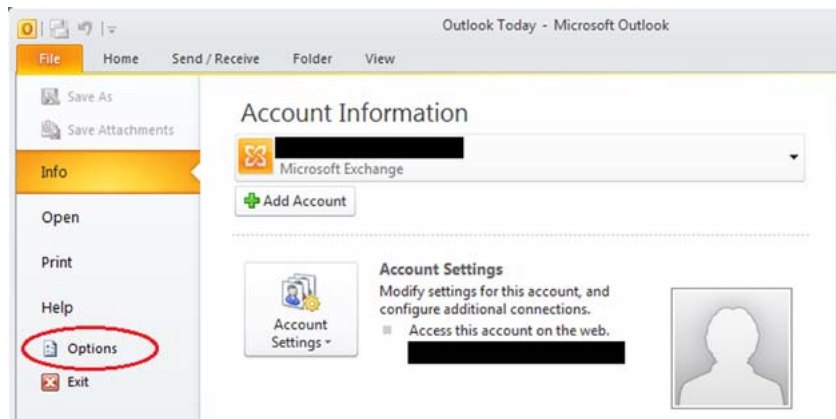 Outlook Today - Microsoft Outlook
File Home Send / Receive Folder View
Save As
Save Attachments
Info
Open
Print
Help
Options
Exit
Account Information
Microsoft Exchange
Add Account
Account Settings
Account Settings
Modify settings for this account, and
configure additional connections.
Access this account on the web.